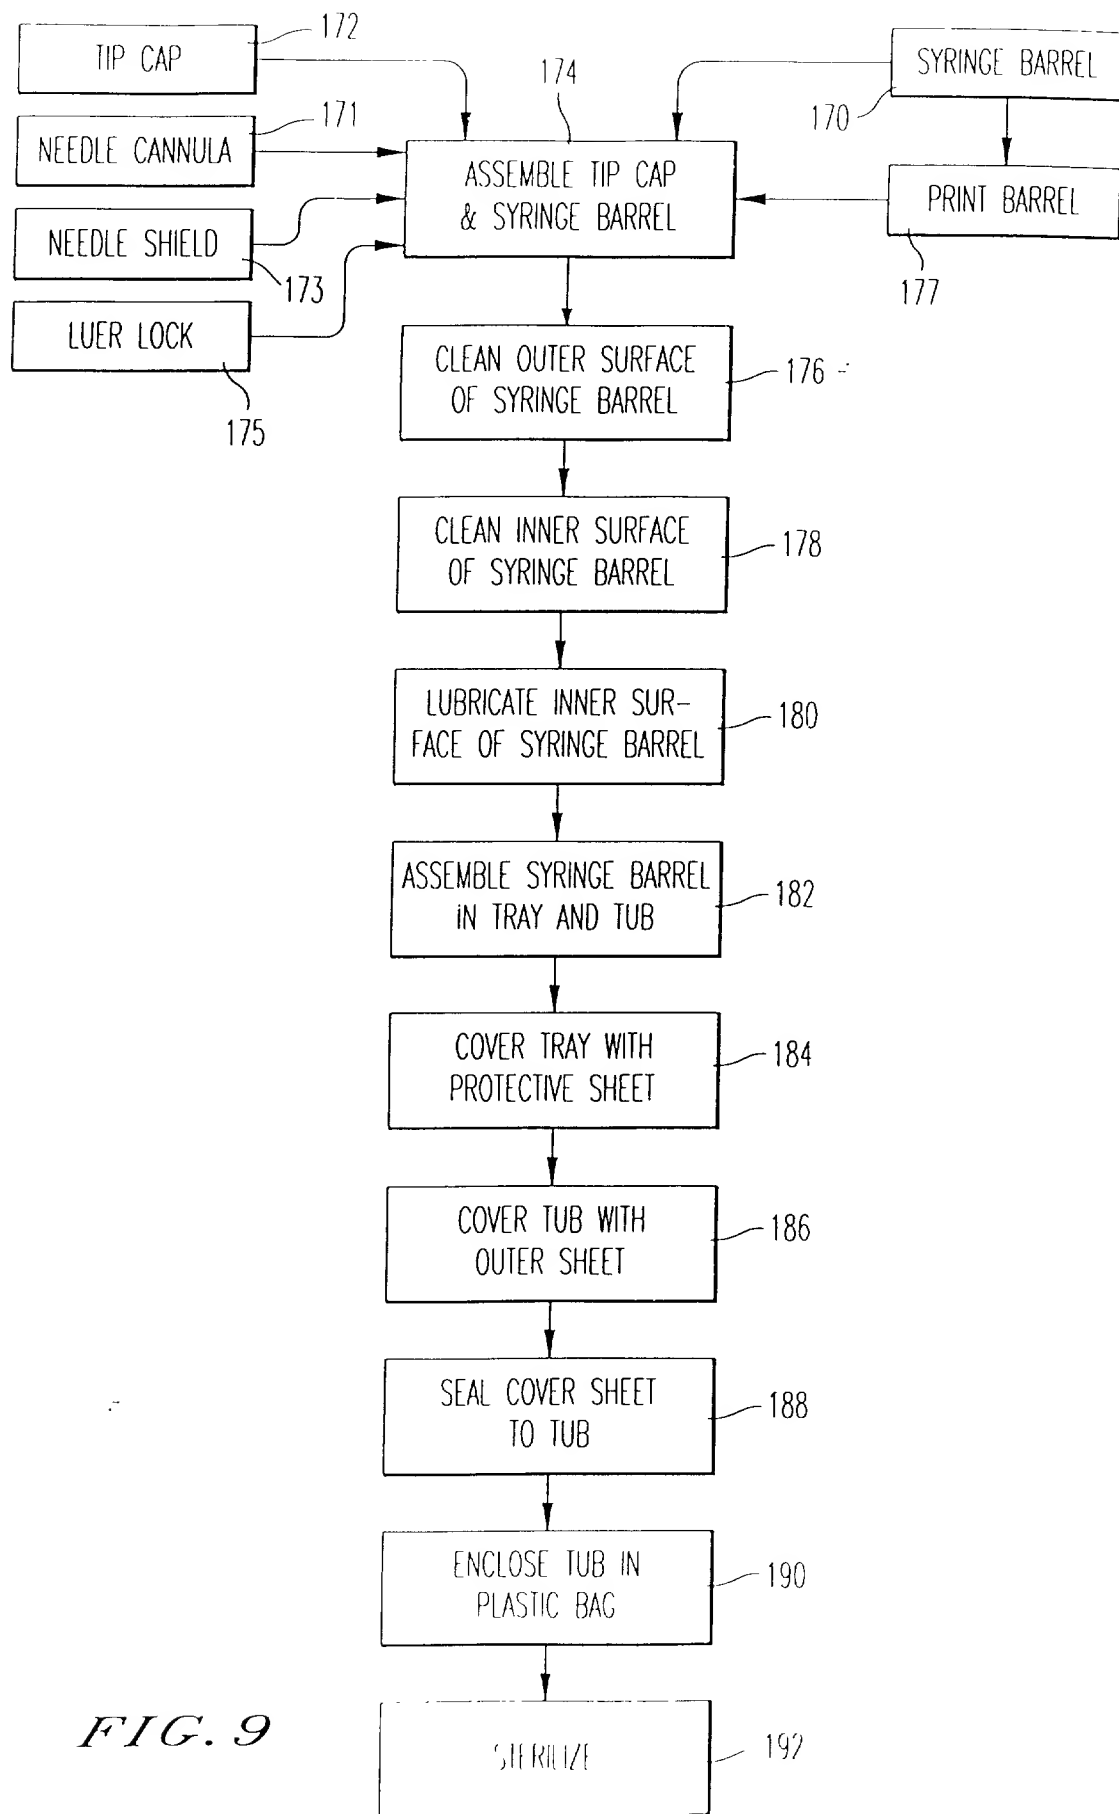 TIP CAP
172
NEEDLE CANNULA
171
NEEDLE SHIELD
173
LUER LOCK
175
174
ASSEMBLE TIP CAP
& SYRINGE BARREL
SYRINGE BARREL
170
PRINT BARREL
177
CLEAN OUTER SURFACE
OF SYRINGE BARREL
176
CLEAN INNER SURFACE
OF SYRINGE BARREL
178
LUBRICATE INNER SUR-
FACE OF SYRINGE BARREL
180
ASSEMBLE SYRINGE BARREL
IN TRAY AND TUB
182
COVER TRAY WITH
PROTECTIVE SHEET
184
COVER TUB WITH
OUTER SHEET
186
SEAL COVER SHEET
TO TUB
188
ENCLOSE TUB IN
PLASTIC BAG
190
STERILIZE
192
FIG. 9